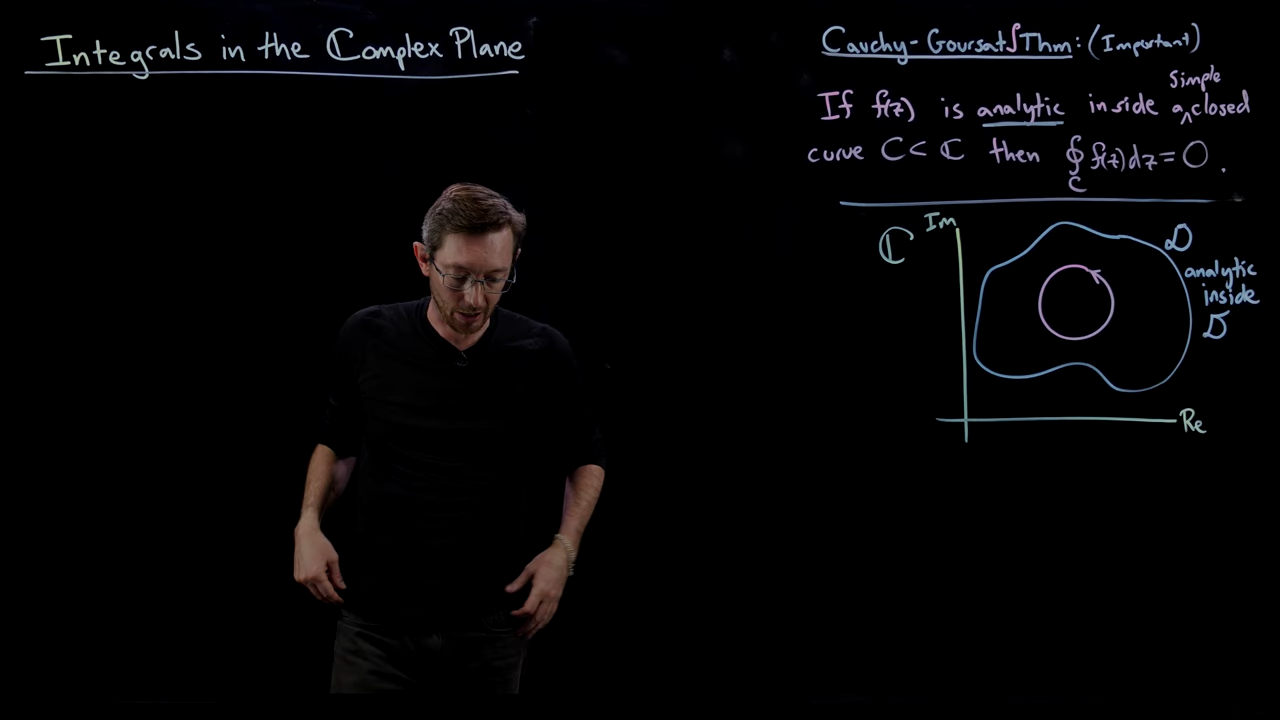 Integrals in the Complex Plane
Cauchy-Goursat ∫ Thm: (Important)
If f(z) is analytic inside a simple closed
curve C < ℂ then ∮_C f(z)dz = 0.
ℂ
Im
D
analytic
inside
D
Re